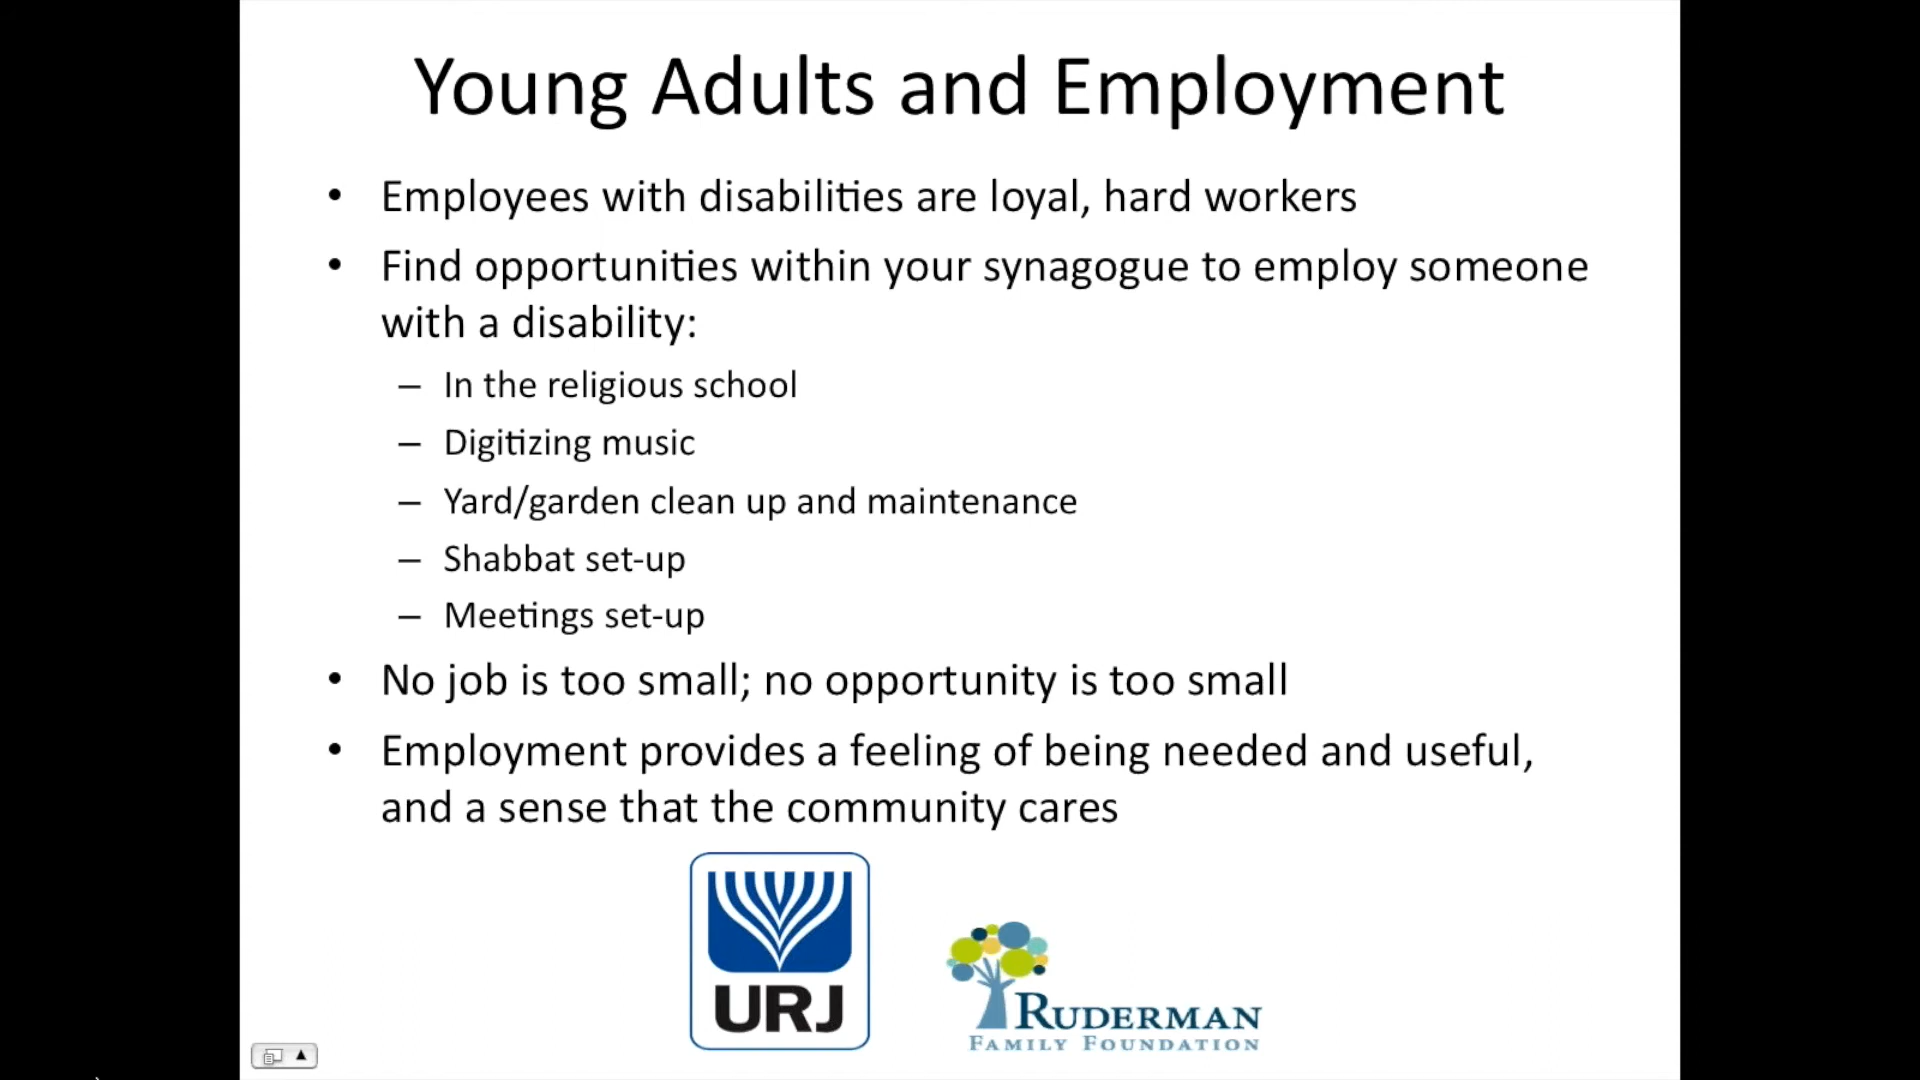 Young Adults and Employment
• Employees with disabilities are loyal, hard workers
• Find opportunities within your synagogue to employ someone
with a disability:
– In the religious school
– Digitizing music
– Yard/garden clean up and maintenance
– Shabbat set-up
– Meetings set-up
• No job is too small; no opportunity is too small
• Employment provides a feeling of being needed and useful,
and a sense that the community cares
URJ
RUDERMAN
FAMILY FOUNDATION